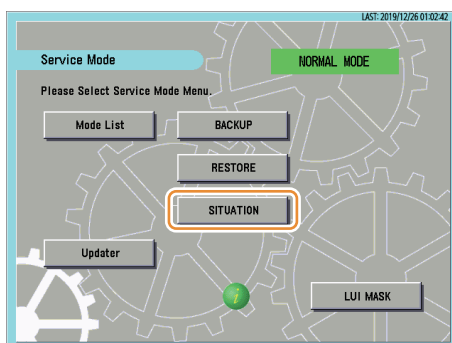 LAST: 2019/12/26 01:02:42
Service Mode
NORMAL MODE
Please Select Service Mode Menu.
Mode List
BACKUP
RESTORE
SITUATION
Updater
i
LUI MASK